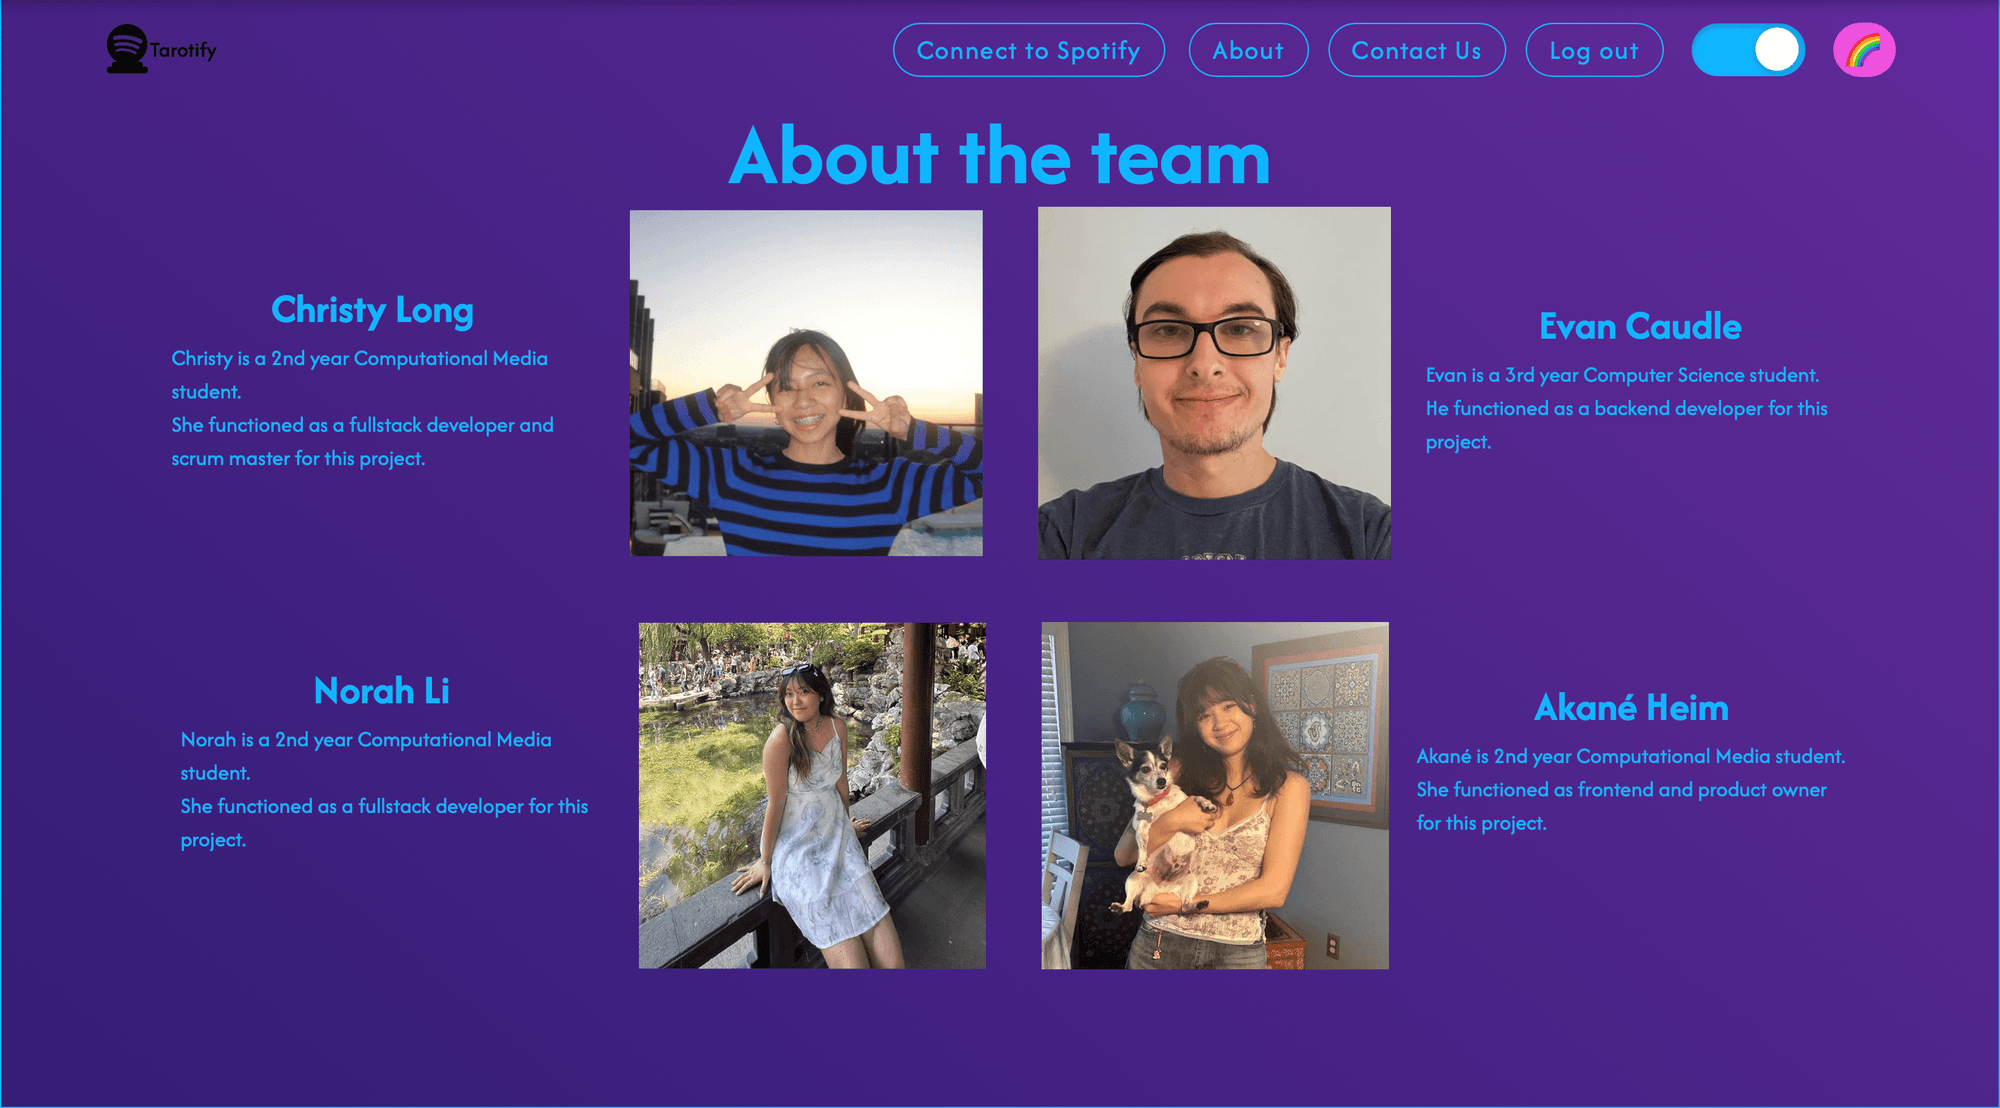 Tarotify
Connect to Spotify
About
Contact Us
Log out
About the team
Christy Long
Christy is a 2nd year Computational Media
student.
She functioned as a fullstack developer and
scrum master for this project.
Evan Caudle
Evan is a 3rd year Computer Science student.
He functioned as a backend developer for this
project.
Norah Li
Norah is a 2nd year Computational Media
student.
She functioned as a fullstack developer for this
project.
Akané Heim
Akané is 2nd year Computational Media student.
She functioned as frontend and product owner
for this project.